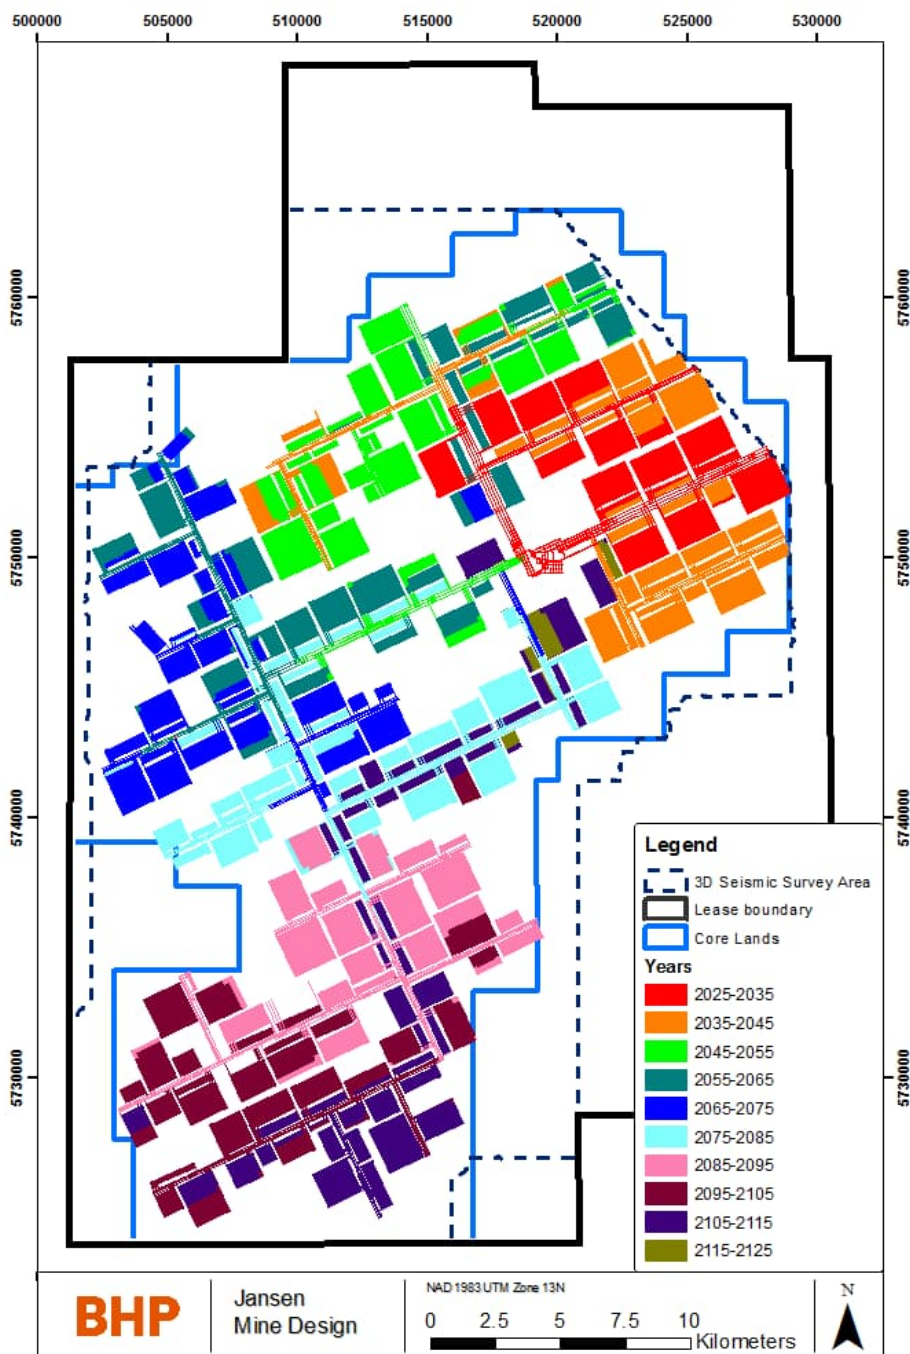 500000 505000 510000 515000 520000 525000 530000
5760000 5760000
5750000 5750000
5740000 5740000
5730000 5730000
Legend
3D Seismic Survey Area
Lease boundary
Core Lands
Years
2025-2035
2035-2045
2045-2055
2055-2065
2065-2075
2075-2085
2085-2095
2095-2105
2105-2115
2115-2125
BHP
Jansen
Mine Design
NAD 1983 UTM Zone 13N
0 2.5 5 7.5 10
Kilometers
N